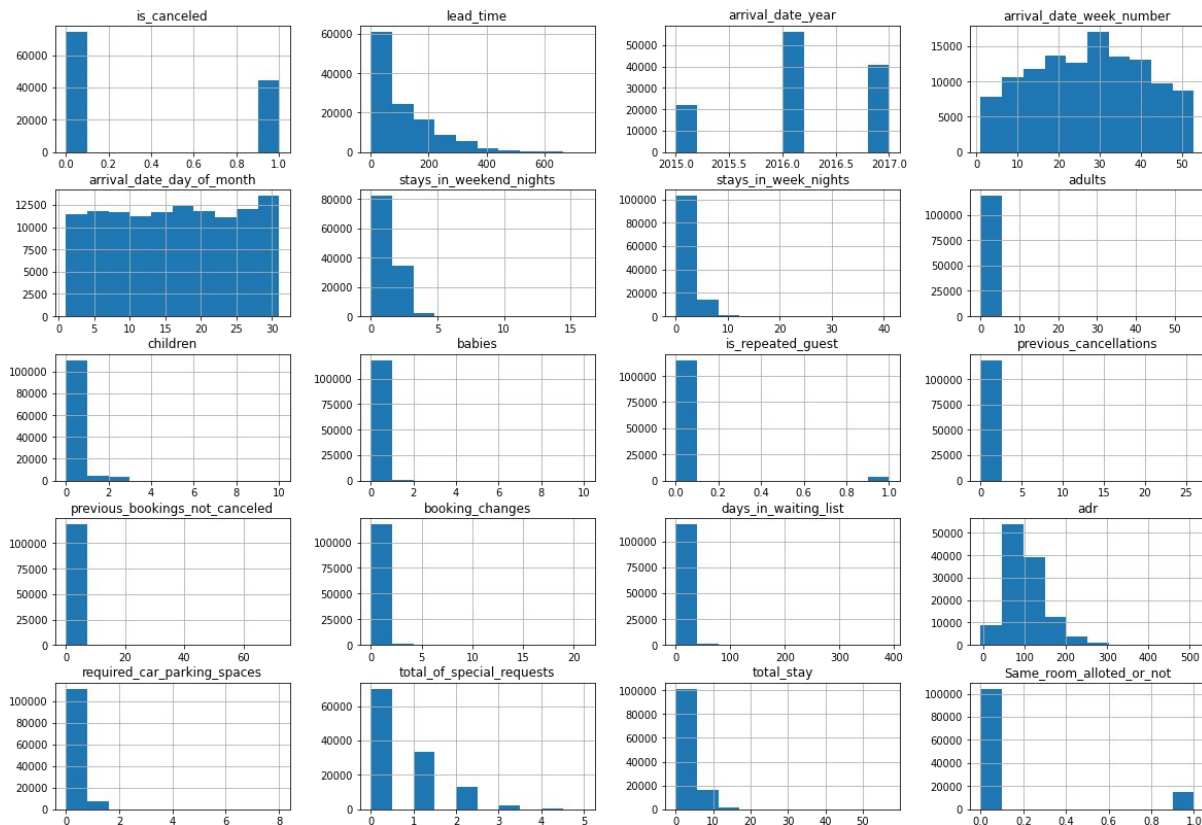 is_canceled
60000
40000
20000
0
0.0 0.2 0.4 0.6 0.8 1.0
lead_time
60000
40000
20000
0
0 200 400 600
arrival_date_year
50000
40000
30000
20000
10000
0
2015.0 2015.5 2016.0 2016.5 2017.0
arrival_date_week_number
15000
10000
5000
0
0 10 20 30 40 50
arrival_date_day_of_month
12500
10000
7500
5000
2500
0
0 5 10 15 20 25 30
stays_in_weekend_nights
80000
60000
40000
20000
0
0 5 10 15
stays_in_week_nights
100000
80000
60000
40000
20000
0
0 10 20 30 40
adults
100000
75000
50000
25000
0
0 10 20 30 40 50
children
100000
80000
60000
40000
20000
0
0 2 4 6 8 10
babies
100000
75000
50000
25000
0
0 2 4 6 8 10
is_repeated_guest
100000
75000
50000
25000
0
0.0 0.2 0.4 0.6 0.8 1.0
previous_cancellations
100000
75000
50000
25000
0
0 5 10 15 20 25
previous_bookings_not_canceled
100000
75000
50000
25000
0
0 20 40 60
booking_changes
100000
75000
50000
25000
0
0 5 10 15 20
days_in_waiting_list
100000
75000
50000
25000
0
0 100 200 300 400
adr
50000
40000
30000
20000
10000
0
0 100 200 300 400 500
required_car_parking_spaces
100000
80000
60000
40000
20000
0
0 2 4 6 8
total_of_special_requests
60000
40000
20000
0
0 1 2 3 4 5
total_stay
100000
80000
60000
40000
20000
0
0 10 20 30 40 50
Same_room_alloted_or_not
100000
80000
60000
40000
20000
0
0.0 0.2 0.4 0.6 0.8 1.0